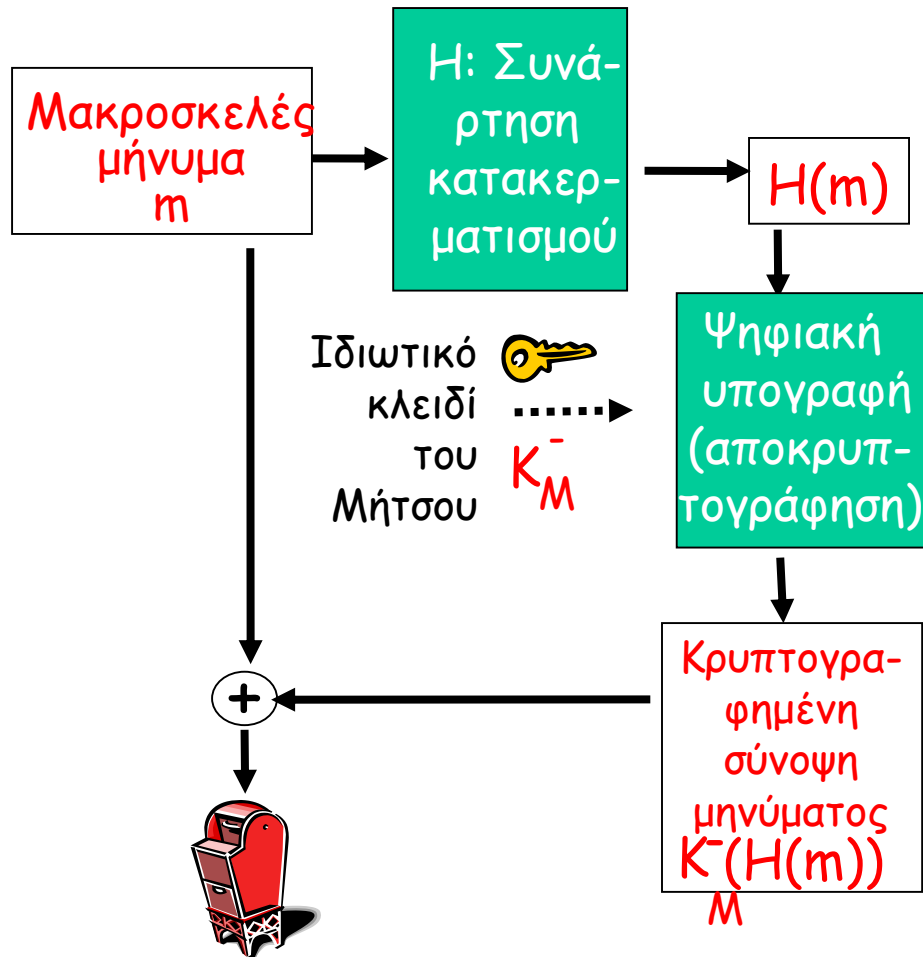 Μακροσκελές
μήνυμα
m
H: Συνά-
ρτηση
κατακερ-
ματισμού
H(m)
Ιδιωτικό
κλειδί
του
Μήτσου
K⁻
M
Ψηφιακή
υπογραφή
(αποκρυπ-
τογράφηση)
Κρυπτογρα-
φημένη
σύνοψη
μηνύματος
K⁻(H(m))
M
+